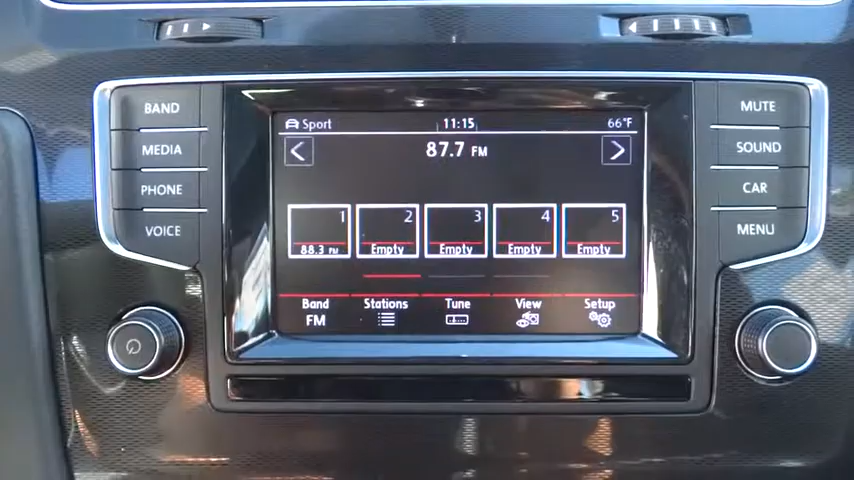 BAND
MEDIA
PHONE
VOICE
Sport 11:15 66°F
87.7 FM
1 2 3 4 5
88.3 FM Empty Empty Empty Empty
Band Stations Tune View Setup
FM
MUTE
SOUND
CAR
MENU